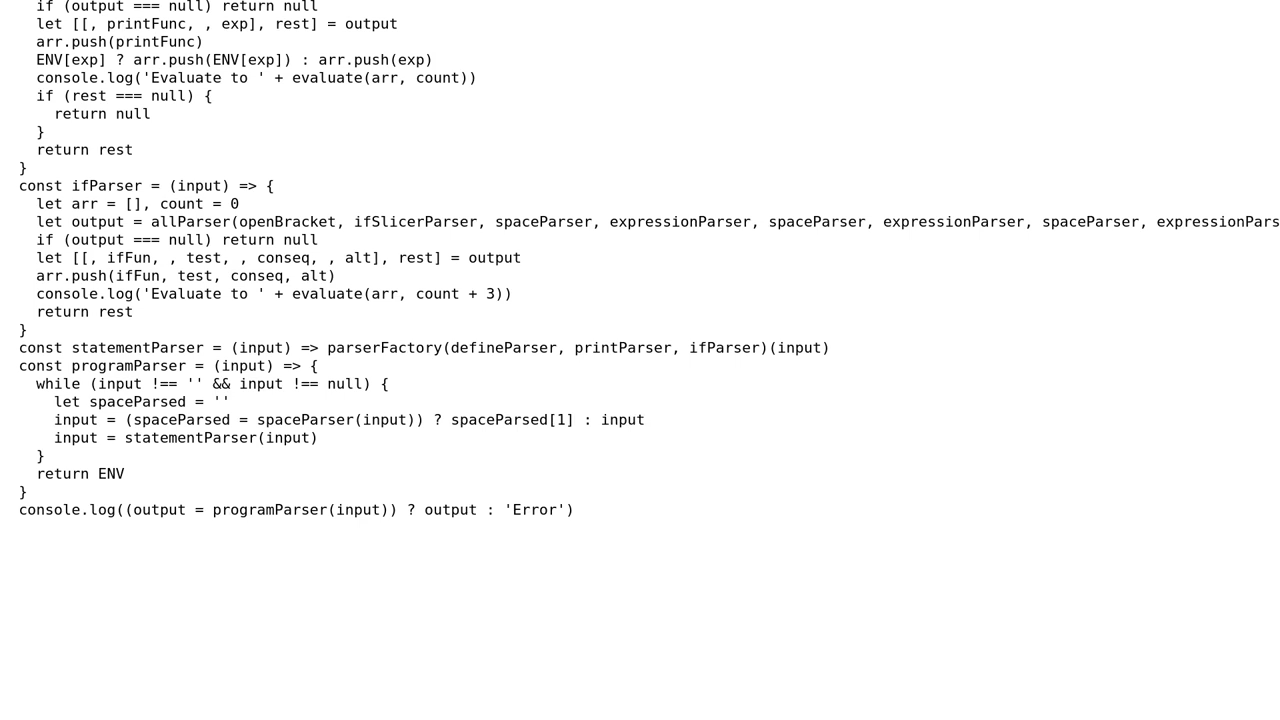 if (output === null) return null
let [[, printFunc, , exp], rest] = output
arr.push(printFunc)
ENV[exp] ? arr.push(ENV[exp]) : arr.push(exp)
console.log('Evaluate to ' + evaluate(arr, count))
if (rest === null) {
return null
}
return rest
}
const ifParser = (input) => {
let arr = [], count = 0
let output = allParser(openBracket, ifSlicerParser, spaceParser, expressionParser, spaceParser, expressionParser, spaceParser, expressionPars
if (output === null) return null
let [[, ifFun, , test, , conseq, , alt], rest] = output
arr.push(ifFun, test, conseq, alt)
console.log('Evaluate to ' + evaluate(arr, count + 3))
return rest
}
const statementParser = (input) => parserFactory(defineParser, printParser, ifParser)(input)
const programParser = (input) => {
while (input !== '' && input !== null) {
let spaceParsed = ''
input = (spaceParsed = spaceParser(input)) ? spaceParsed[1] : input
input = statementParser(input)
}
return ENV
}
console.log((output = programParser(input)) ? output : 'Error')